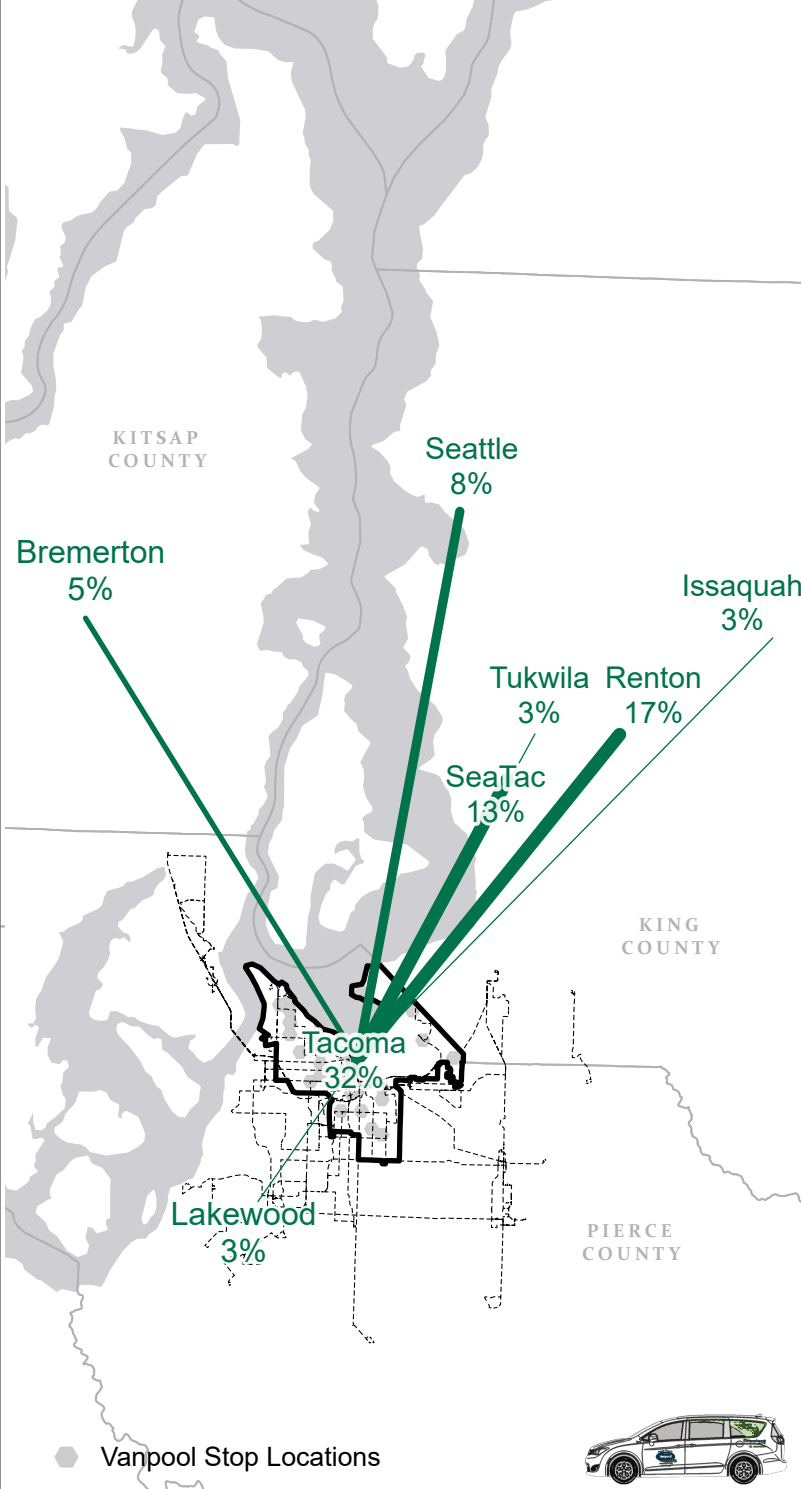 KITSAP
COUNTY
Seattle
8%
Bremerton
5%
Issaquah
3%
Tukwila
3%
Renton
17%
SeaTac
13%
KING
COUNTY
Tacoma
32%
Lakewood
3%
PIERCE
COUNTY
Vanpool Stop Locations